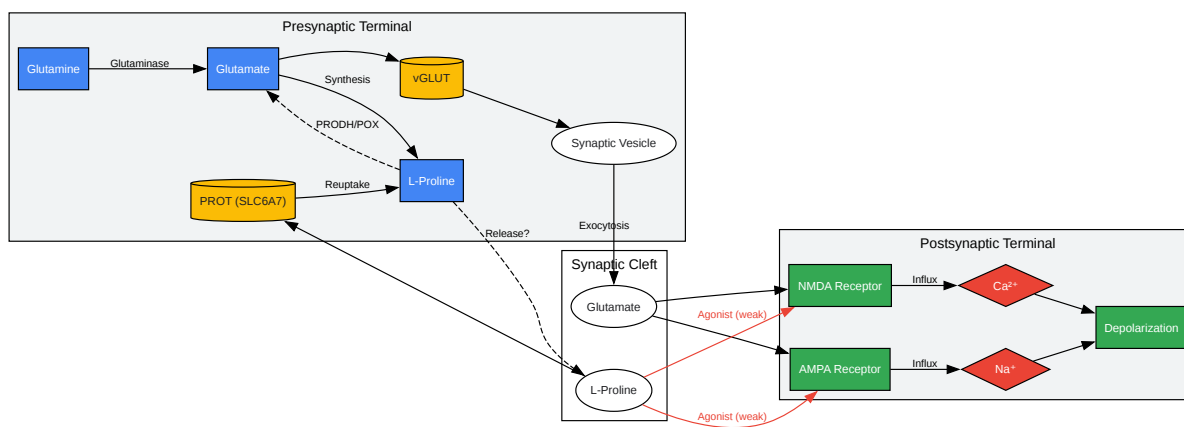 Presynaptic Terminal
Glutamine
Glutaminase
Glutamate
Synthesis
vGLUT
PRODH/POX
Synaptic Vesicle
L-Proline
PROT (SLC6A7)
Reuptake
Release?
Exocytosis
Synaptic Cleft
Glutamate
L-Proline
Agonist (weak)
Agonist (weak)
Postsynaptic Terminal
NMDA Receptor
Influx
Ca²⁺
Depolarization
AMPA Receptor
Influx
Na⁺